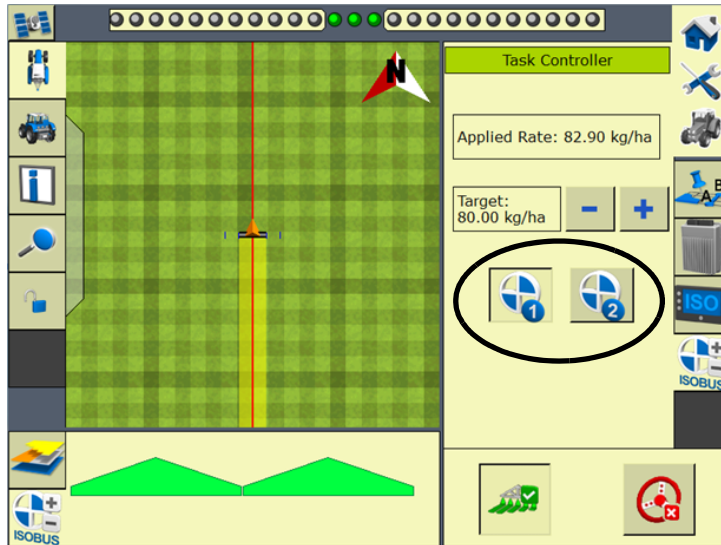 N
Task Controller
Applied Rate: 82.90 kg/ha
Target:
80.00 kg/ha
-
+
1
2
A
B
ISO
ISOBUS
ISOBUS